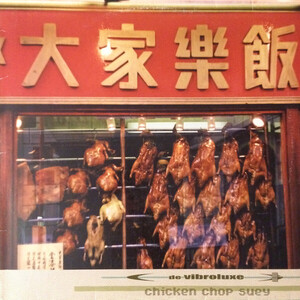 大家樂飯
de vibroluxe
chicken chop suey